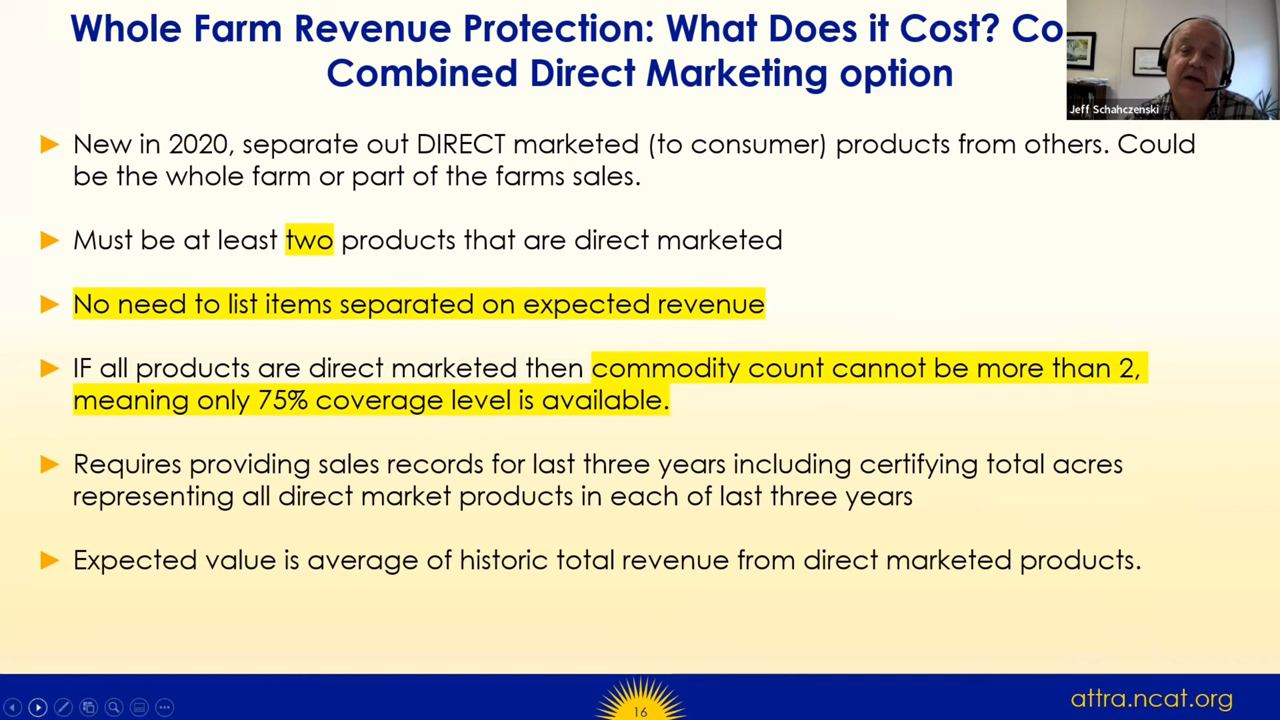 Whole Farm Revenue Protection: What Does it Cost? Co
Combined Direct Marketing option
Jeff Schahczenski
► New in 2020, separate out DIRECT marketed (to consumer) products from others. Could
be the whole farm or part of the farms sales.
► Must be at least two products that are direct marketed
► No need to list items separated on expected revenue
► IF all products are direct marketed then commodity count cannot be more than 2,
meaning only 75% coverage level is available.
► Requires providing sales records for last three years including certifying total acres
representing all direct market products in each of last three years
► Expected value is average of historic total revenue from direct marketed products.
16
attra.ncat.org